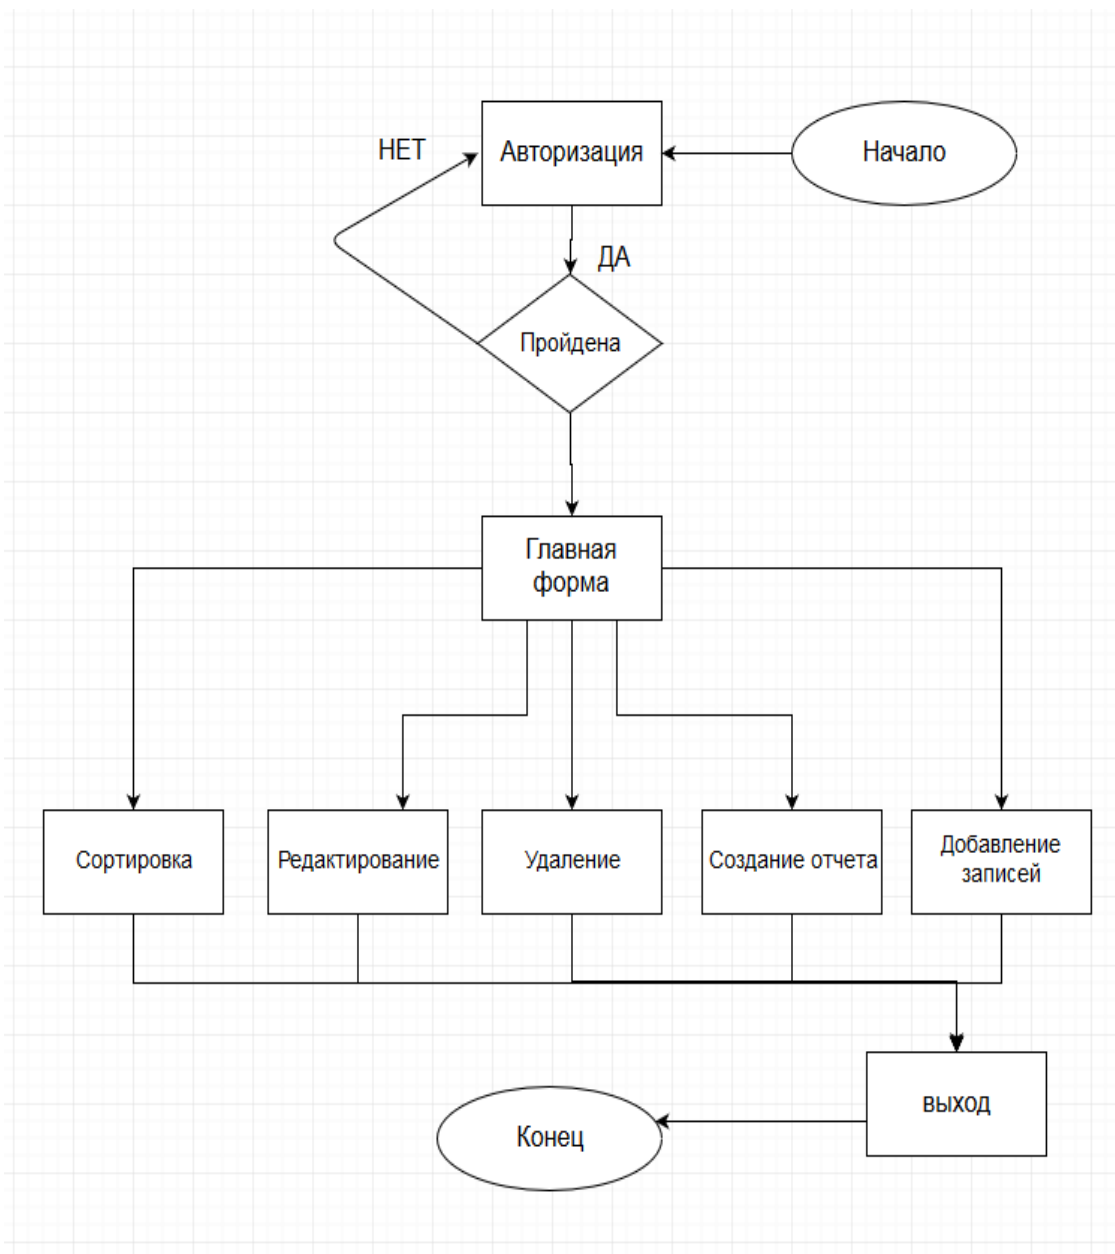 НЕТ
Авторизация
Начало
ДА
Пройдена
Главная
форма
Сортировка
Редактирование
Удаление
Создание отчета
Добавление
записей
выход
Конец